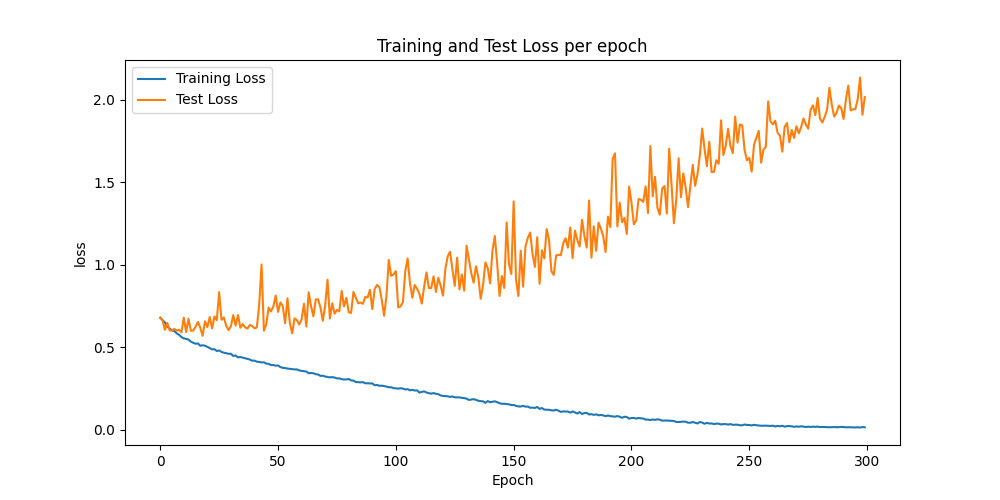 Training and Test Loss per epoch
Training Loss
Test Loss
loss
2.0
1.5
1.0
0.5
0.0
0 50 100 150 200 250 300
Epoch